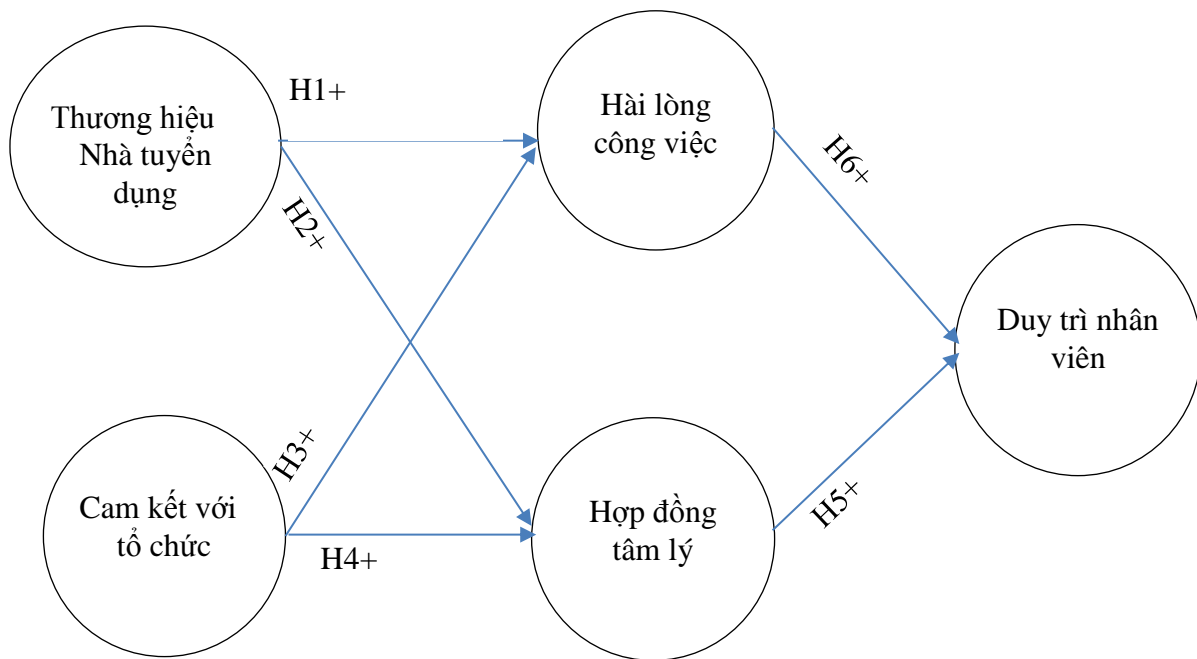 Thương hiệu
Nhà tuyển
dụng
H1+
Hài lòng
công việc
H2+
H6+
Duy trì nhân
viên
H3+
Cam kết với
tổ chức
H4+
Hợp đồng
tâm lý
H5+